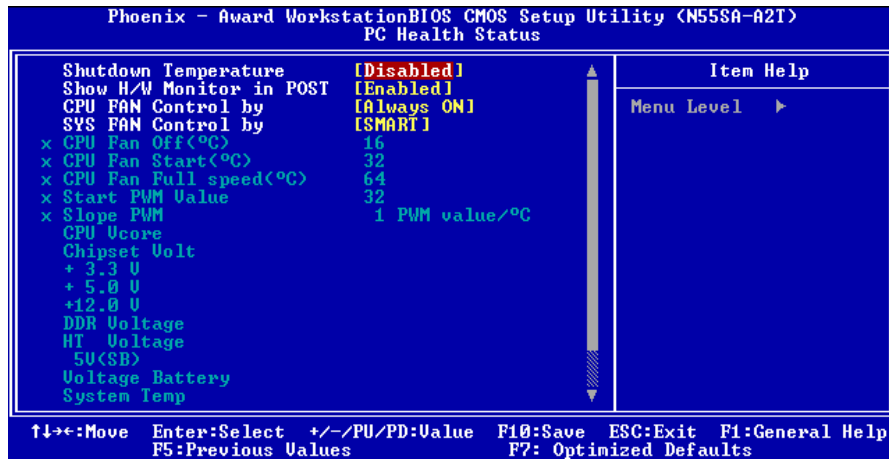 Phoenix - Award WorkstationBIOS CMOS Setup Utility (N55SA-A2T)
PC Health Status
Shutdown Temperature [Disabled]
Show H/W Monitor in POST [Enabled]
CPU FAN Control by [Always ON]
SYS FAN Control by [SMART]
x CPU Fan Off(ºC) 16
x CPU Fan Start(ºC) 32
x CPU Fan Full speed(ºC) 64
x Start PWM Value 32
x Slope PWM 1 PWM value/ºC
CPU Vcore
Chipset Volt
+ 3.3 V
+ 5.0 V
+12.0 V
DDR Voltage
HT Voltage
5V(SB)
Voltage Battery
System Temp
Item Help
Menu Level ▶
↑↓→←:Move Enter:Select +/-/PU/PD:Value F10:Save ESC:Exit F1:General Help
F5:Previous Values F7: Optimized Defaults